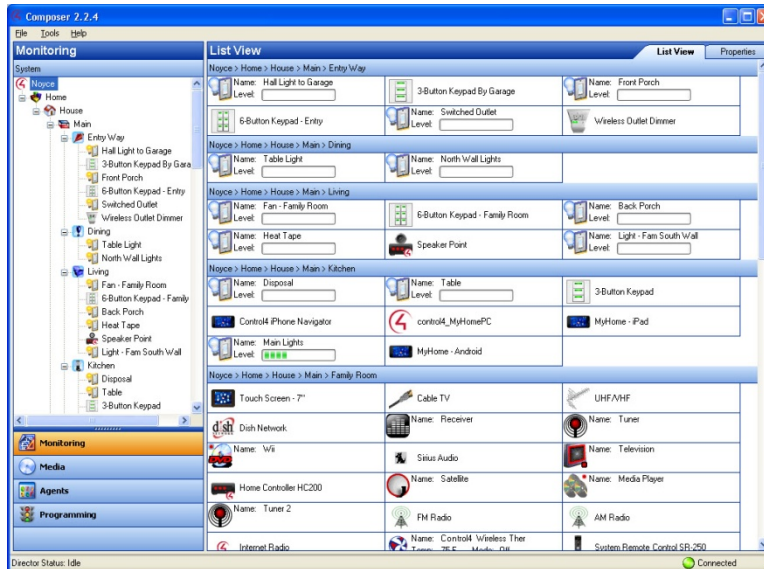 Composer 2.2.4
File Tools Help
Monitoring
System
Noyce
Home
House
Main
Entry Way
Hall Light to Garage
3-Button Keypad By Gara
Front Porch
6-Button Keypad - Entry
Switched Outlet
Wireless Outlet Dimmer
Dining
Table Light
North Wall Lights
Living
Fan - Family Room
6-Button Keypad - Family
Back Porch
Heat Tape
Speaker Point
Light - Fam South Wall
Kitchen
Disposal
Table
3-Button Keypad
Monitoring
Media
Agents
Programming
Director Status: Idle
List View
List View Properties
Noyce > Home > House > Main > Entry Way
Name: Hall Light to Garage
Level:
3-Button Keypad By Garage
Name: Front Porch
Level:
6-Button Keypad - Entry
Name: Switched Outlet
Level:
Wireless Outlet Dimmer
Noyce > Home > House > Main > Dining
Name: Table Light
Level:
Name: North Wall Lights
Level:
Noyce > Home > House > Main > Living
Name: Fan - Family Room
Level:
6-Button Keypad - Family Room
Name: Back Porch
Level:
Name: Heat Tape
Level:
Speaker Point
Name: Light - Fam South Wall
Level:
Noyce > Home > House > Main > Kitchen
Name: Disposal
Level:
Name: Table
Level:
3-Button Keypad
Control4 iPhone Navigator
control4_MyHomePC
MyHome - iPad
Name: Main Lights
Level:
MyHome - Android
Noyce > Home > House > Main > Family Room
Touch Screen - 7"
Cable TV
UHF/VHF
dish
Dish Network
Name: Receiver
Name: Tuner
DVD
Name: Wii
Sirius Audio
Name: Television
Home Controller HC200
Name: Satellite
Name: Media Player
Name: Tuner 2
FM Radio
AM Radio
Internet Radio
Name: Control4 Wireless Ther
Temp: 75 F Mode: Off
System Remote Control SR-250
Connected